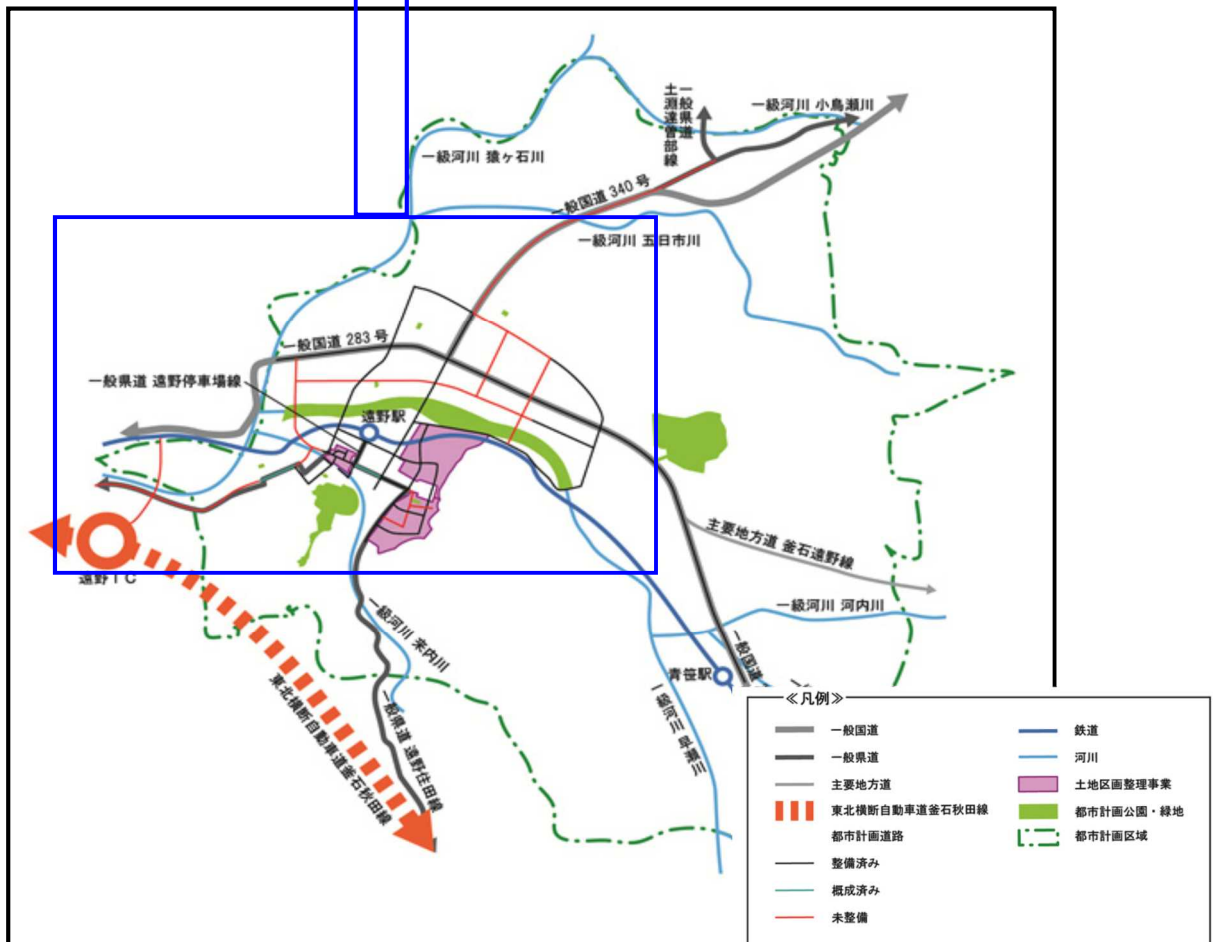 一般県道
土淵達曽部線
一級河川 小烏瀬川
一級河川 猿ヶ石川
一般国道 340 号
一級河川 五日市川
一般国道 283 号
一般県道 遠野停車場線
遠野駅
主要地方道 釜石遠野線
遠野ＩＣ
一級河川 河内川
一級河川 来内川
一般国道
青笹駅
一級河川 早瀬川
東北横断自動車道釜石秋田線
一般県道 遠野住田線
≪凡例≫
一般国道
一般県道
主要地方道
東北横断自動車道釜石秋田線
都市計画道路
整備済み
概成済み
未整備
鉄道
河川
土地区画整理事業
都市計画公園・緑地
都市計画区域